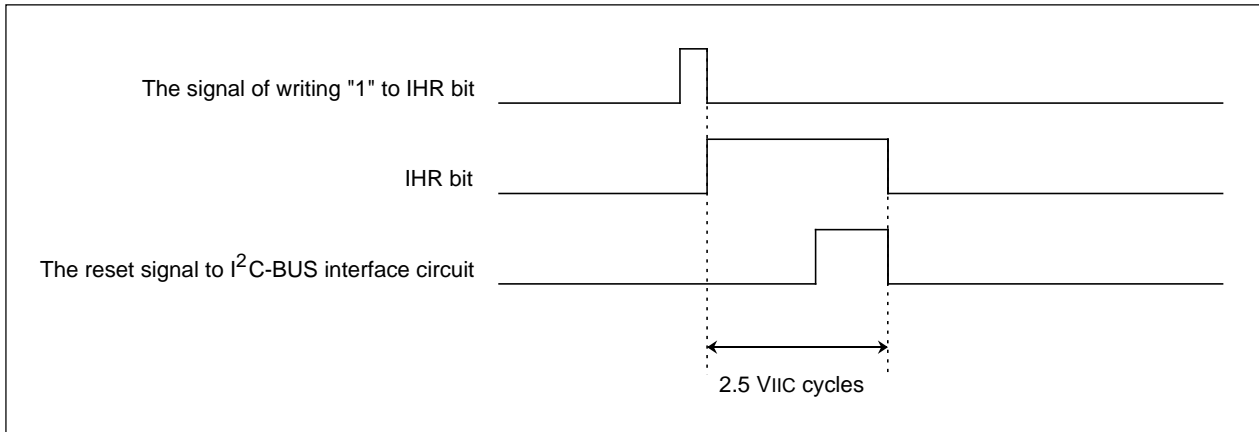 The signal of writing "1" to IHR bit
IHR bit
The reset signal to I²C-BUS interface circuit
2.5 VIIC cycles